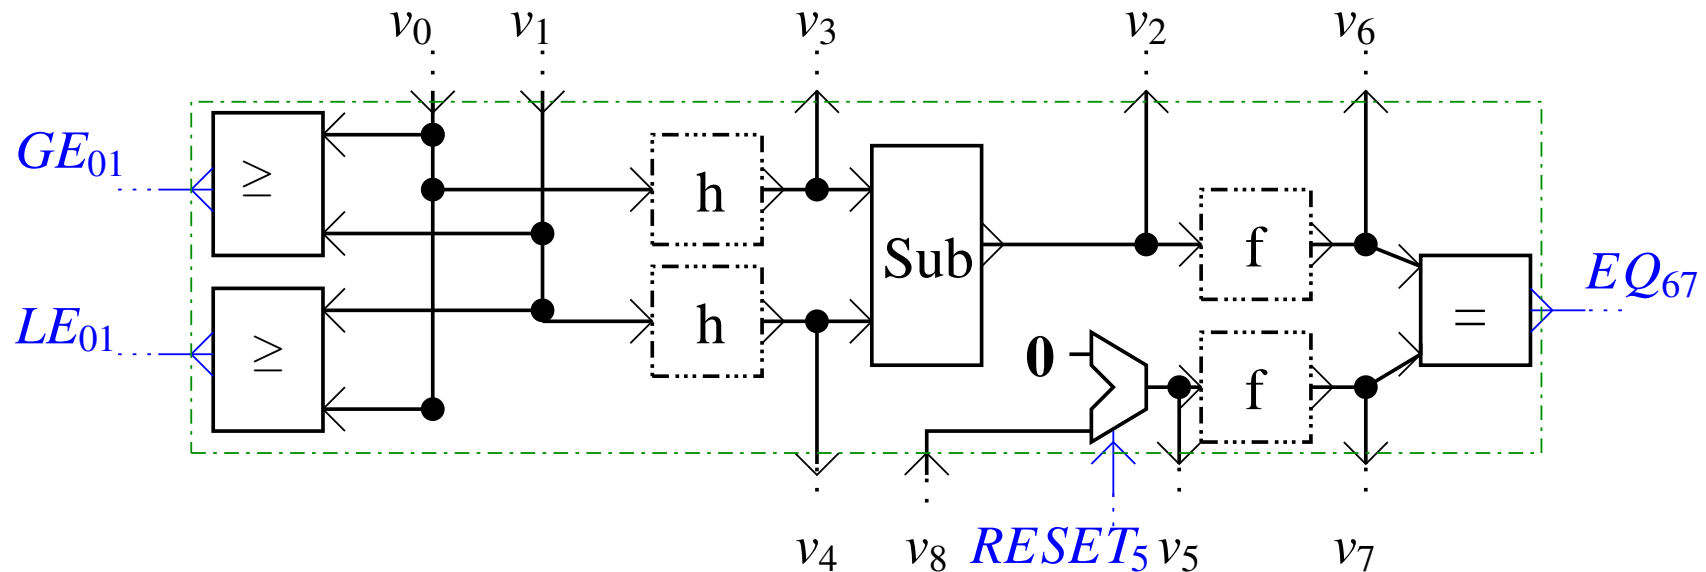 v0 v1 v3 v2 v6
GE01 ≥ h f
Sub EQ67
LE01 ≥ h 0 f =
v4 v8 RESET5 v5 v7